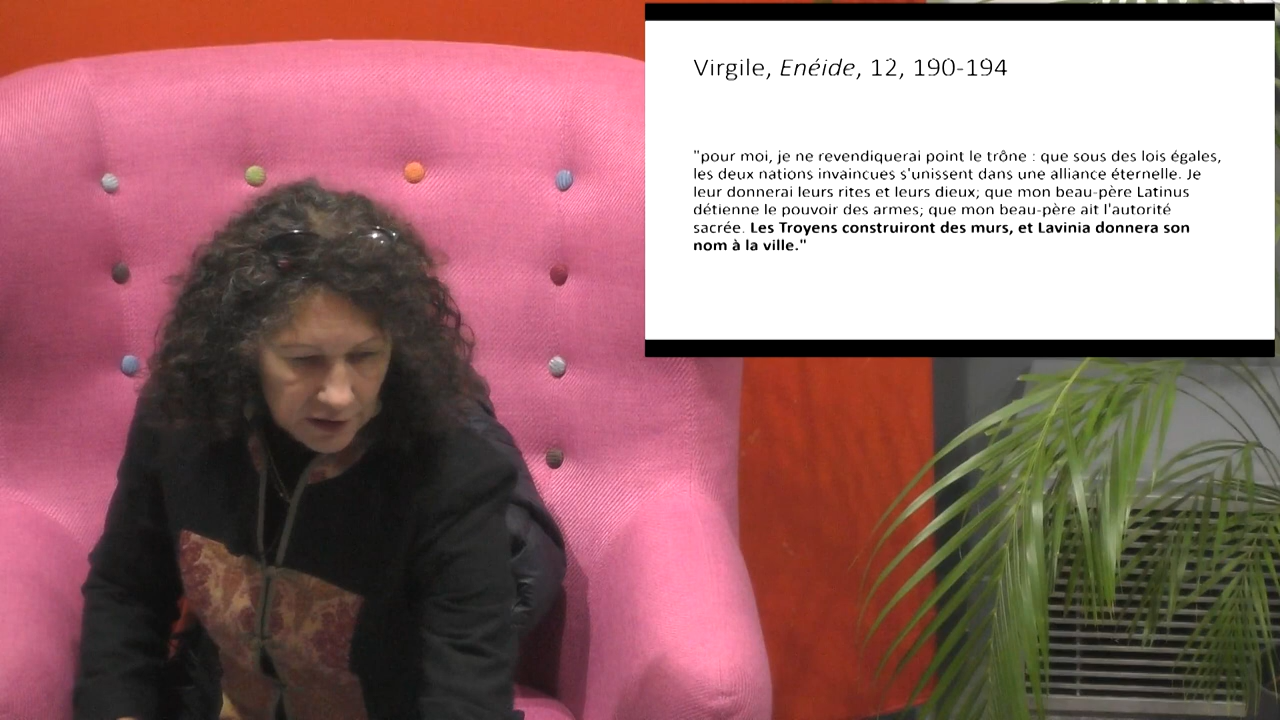 Virgile, Enéide, 12, 190-194
"pour moi, je ne revendiquerai point le trône : que sous des lois égales,
les deux nations invaincues s'unissent dans une alliance éternelle. Je
leur donnerai leurs rites et leurs dieux; que mon beau-père Latinus
détienne le pouvoir des armes; que mon beau-père ait l'autorité
sacrée. Les Troyens construiront des murs, et Lavinia donnera son
nom à la ville."